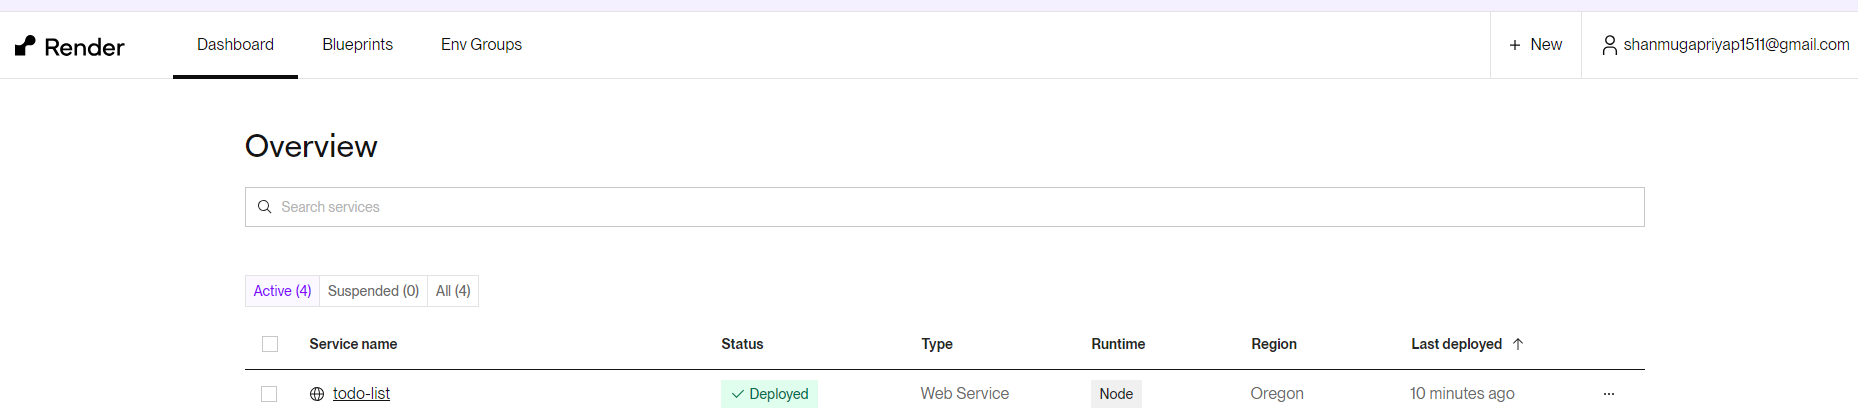 Render Dashboard Blueprints Env Groups + New shanmugapriyap1511@gmail.com
Overview
Search services
Active (4) Suspended (0) All (4)
Service name Status Type Runtime Region Last deployed ↑
todo-list ✓ Deployed Web Service Node Oregon 10 minutes ago ...